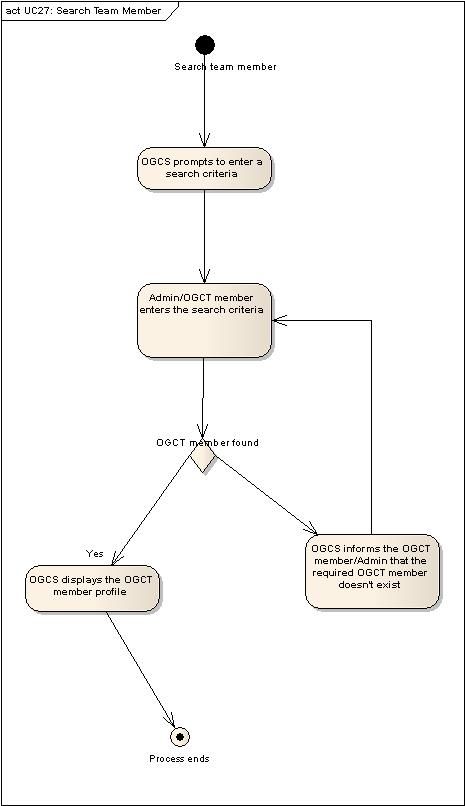 act UC27: Search Team Member
Search team member
OGCS prompts to enter a
search criteria
Admin/OGCT member
enters the search criteria
OGCT member found
Yes
OGCS displays the OGCT
member profile
OGCS informs the OGCT
member/Admin that the
required OGCT member
doesn't exist
Process ends